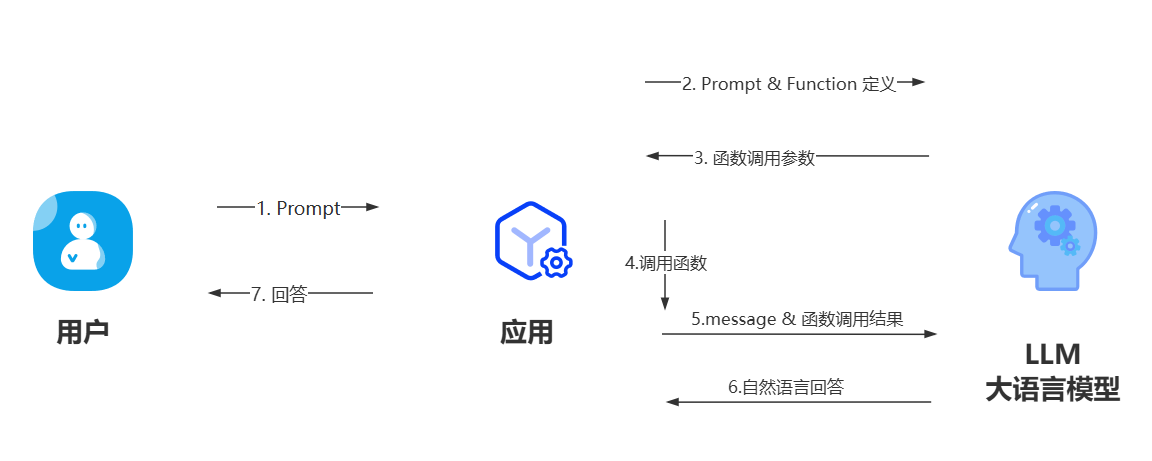 2. Prompt & Function 定义
3. 函数调用参数
1. Prompt
4.调用函数
7. 回答
5.message & 函数调用结果
用户
应用
LLM
大语言模型
6.自然语言回答